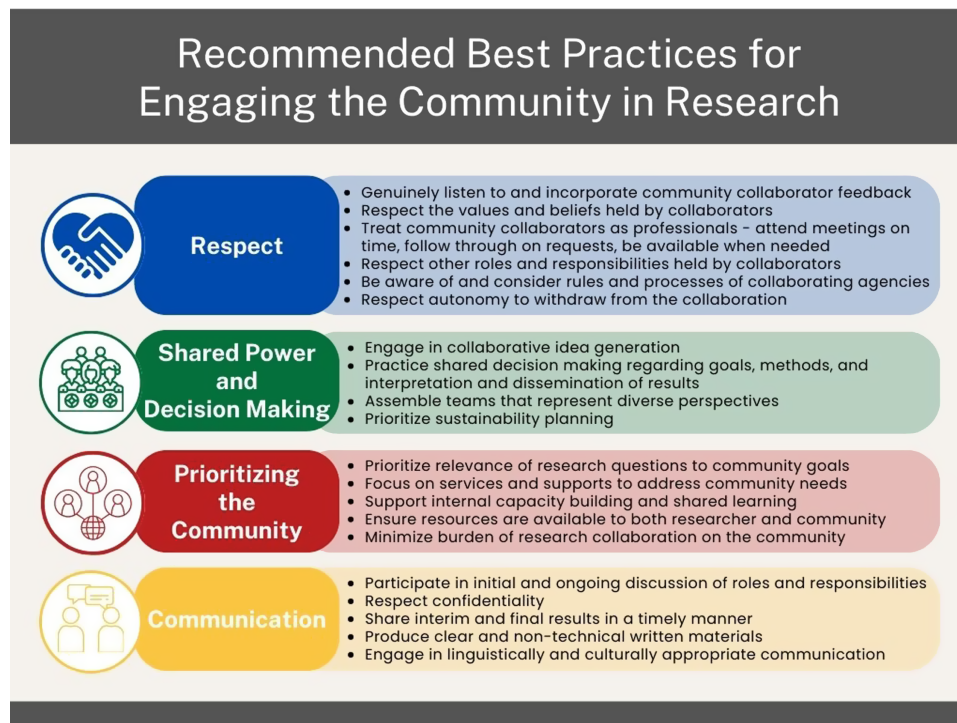 Recommended Best Practices for
Engaging the Community in Research
Respect
• Genuinely listen to and incorporate community collaborator feedback
• Respect the values and beliefs held by collaborators
• Treat community collaborators as professionals - attend meetings on
time, follow through on requests, be available when needed
• Respect other roles and responsibilities held by collaborators
• Be aware of and consider rules and processes of collaborating agencies
• Respect autonomy to withdraw from the collaboration
Shared Power
and
Decision Making
• Engage in collaborative idea generation
• Practice shared decision making regarding goals, methods, and
interpretation and dissemination of results
• Assemble teams that represent diverse perspectives
• Prioritize sustainability planning
Prioritizing
the
Community
• Prioritize relevance of research questions to community goals
• Focus on services and supports to address community needs
• Support internal capacity building and shared learning
• Ensure resources are available to both researcher and community
• Minimize burden of research collaboration on the community
Communication
• Participate in initial and ongoing discussion of roles and responsibilities
• Respect confidentiality
• Share interim and final results in a timely manner
• Produce clear and non-technical written materials
• Engage in linguistically and culturally appropriate communication